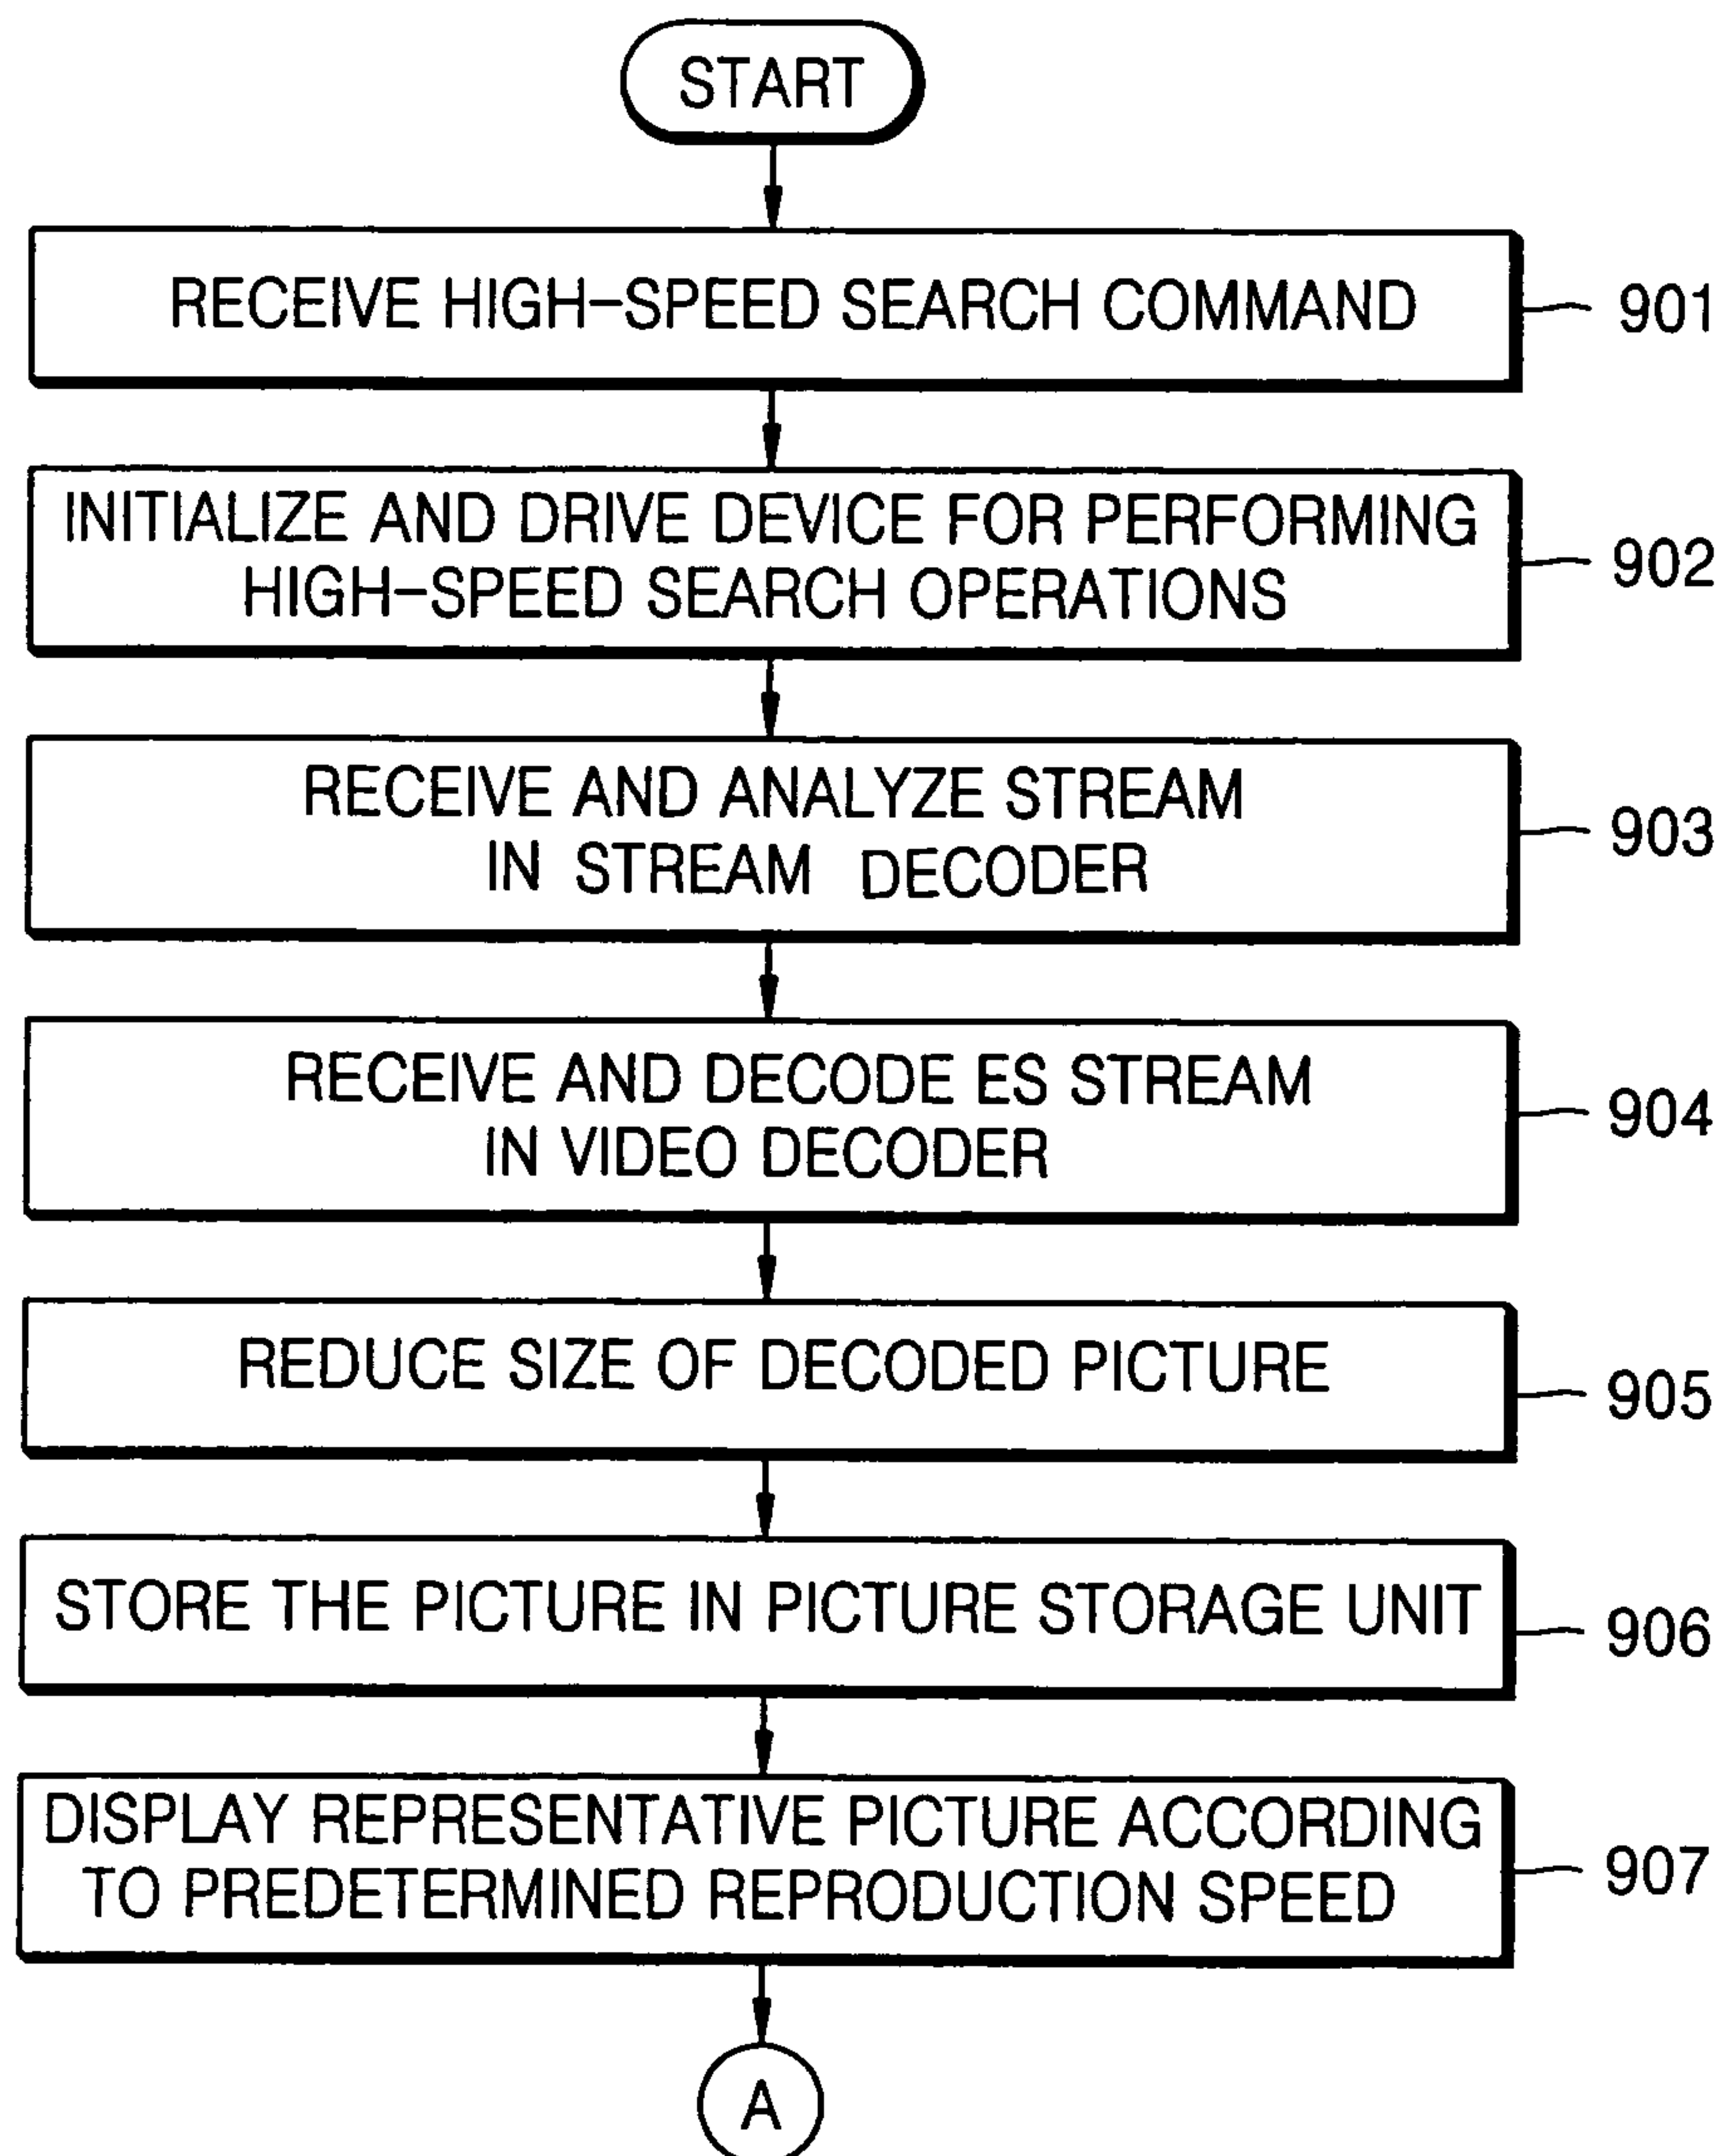 START
RECEIVE HIGH-SPEED SEARCH COMMAND
901
INITIALIZE AND DRIVE DEVICE FOR PERFORMING
HIGH-SPEED SEARCH OPERATIONS
902
RECEIVE AND ANALYZE STREAM
IN STREAM DECODER
903
RECEIVE AND DECODE ES STREAM
IN VIDEO DECODER
904
REDUCE SIZE OF DECODED PICTURE
905
STORE THE PICTURE IN PICTURE STORAGE UNIT
906
DISPLAY REPRESENTATIVE PICTURE ACCORDING
TO PREDETERMINED REPRODUCTION SPEED
907
A